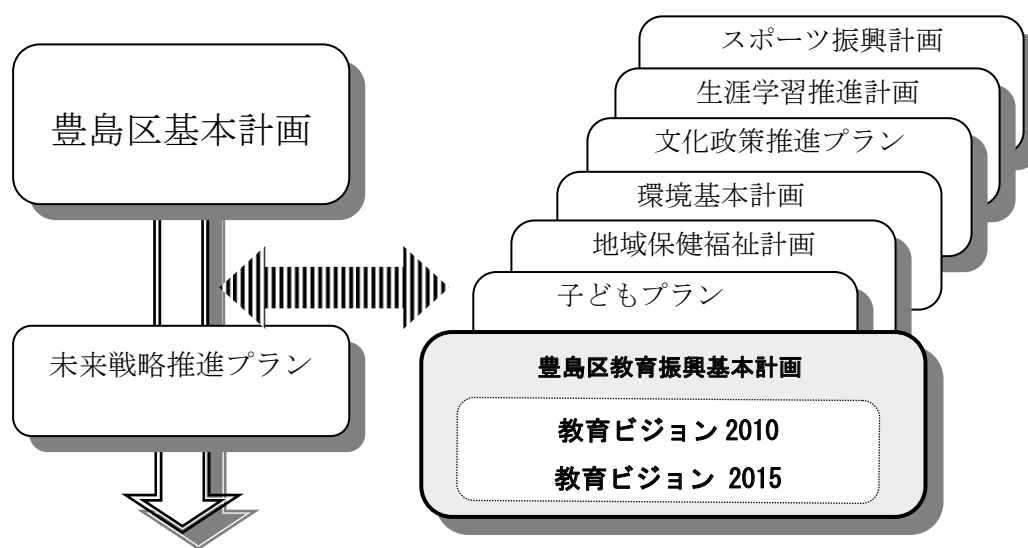 豊島区基本計画
未来戦略推進プラン
スポーツ振興計画
生涯学習推進計画
文化政策推進プラン
環境基本計画
地域保健福祉計画
子どもプラン
豊島区教育振興基本計画
教育ビジョン 2010
教育ビジョン 2015